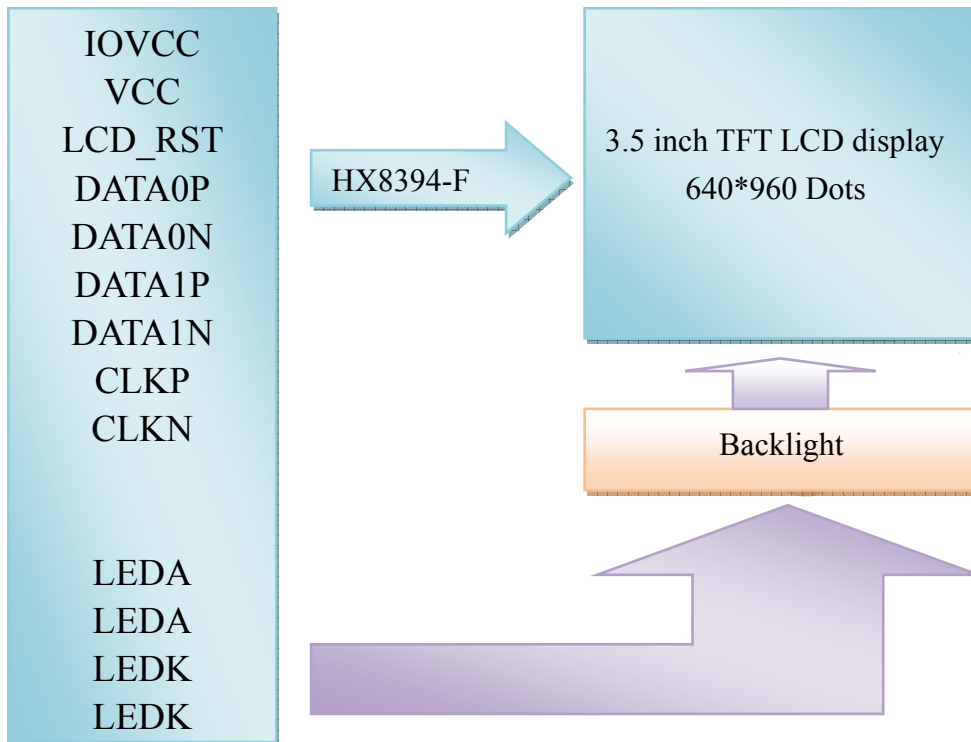 IOVCC
VCC
LCD_RST
DATA0P
DATA0N
DATA1P
DATA1N
CLKP
CLKN
LEDA
LEDA
LEDK
LEDK
HX8394-F
3.5 inch TFT LCD display
640*960 Dots
Backlight